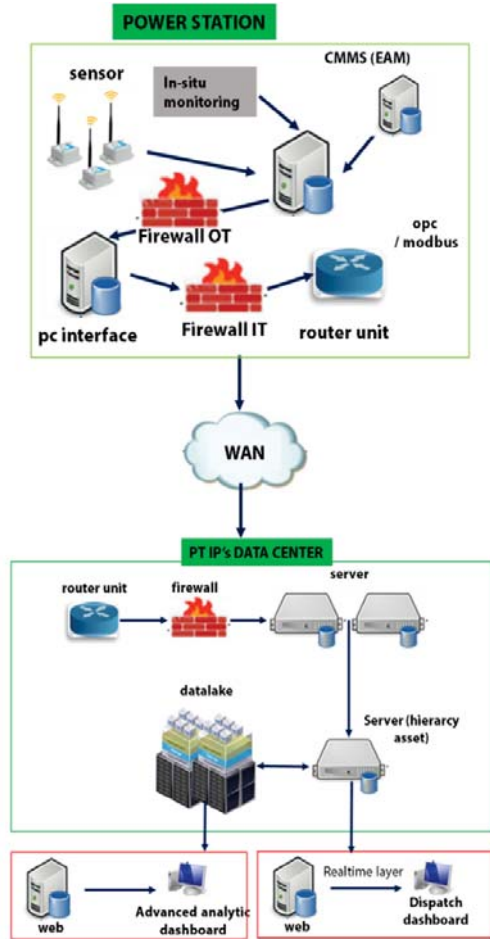 POWER STATION
sensor
In-situ
monitoring
CMMS (EAM)
Firewall OT
opc
/ modbus
pc interface
Firewall IT
router unit
WAN
PT IP's DATA CENTER
router unit
firewall
server
datalake
Server (hierarcy
asset)
web
Advanced analytic
dashboard
Realtime layer
web
Dispatch
dashboard